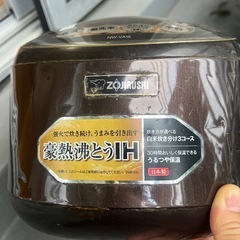 ZOJIRUSHI
強火で炊き続け、うまみを引き出す
豪熱沸とうIH
炊き方が選べる
白米炊き分け3コース
30時間おいしく保温できる
うるつや保温
日本製